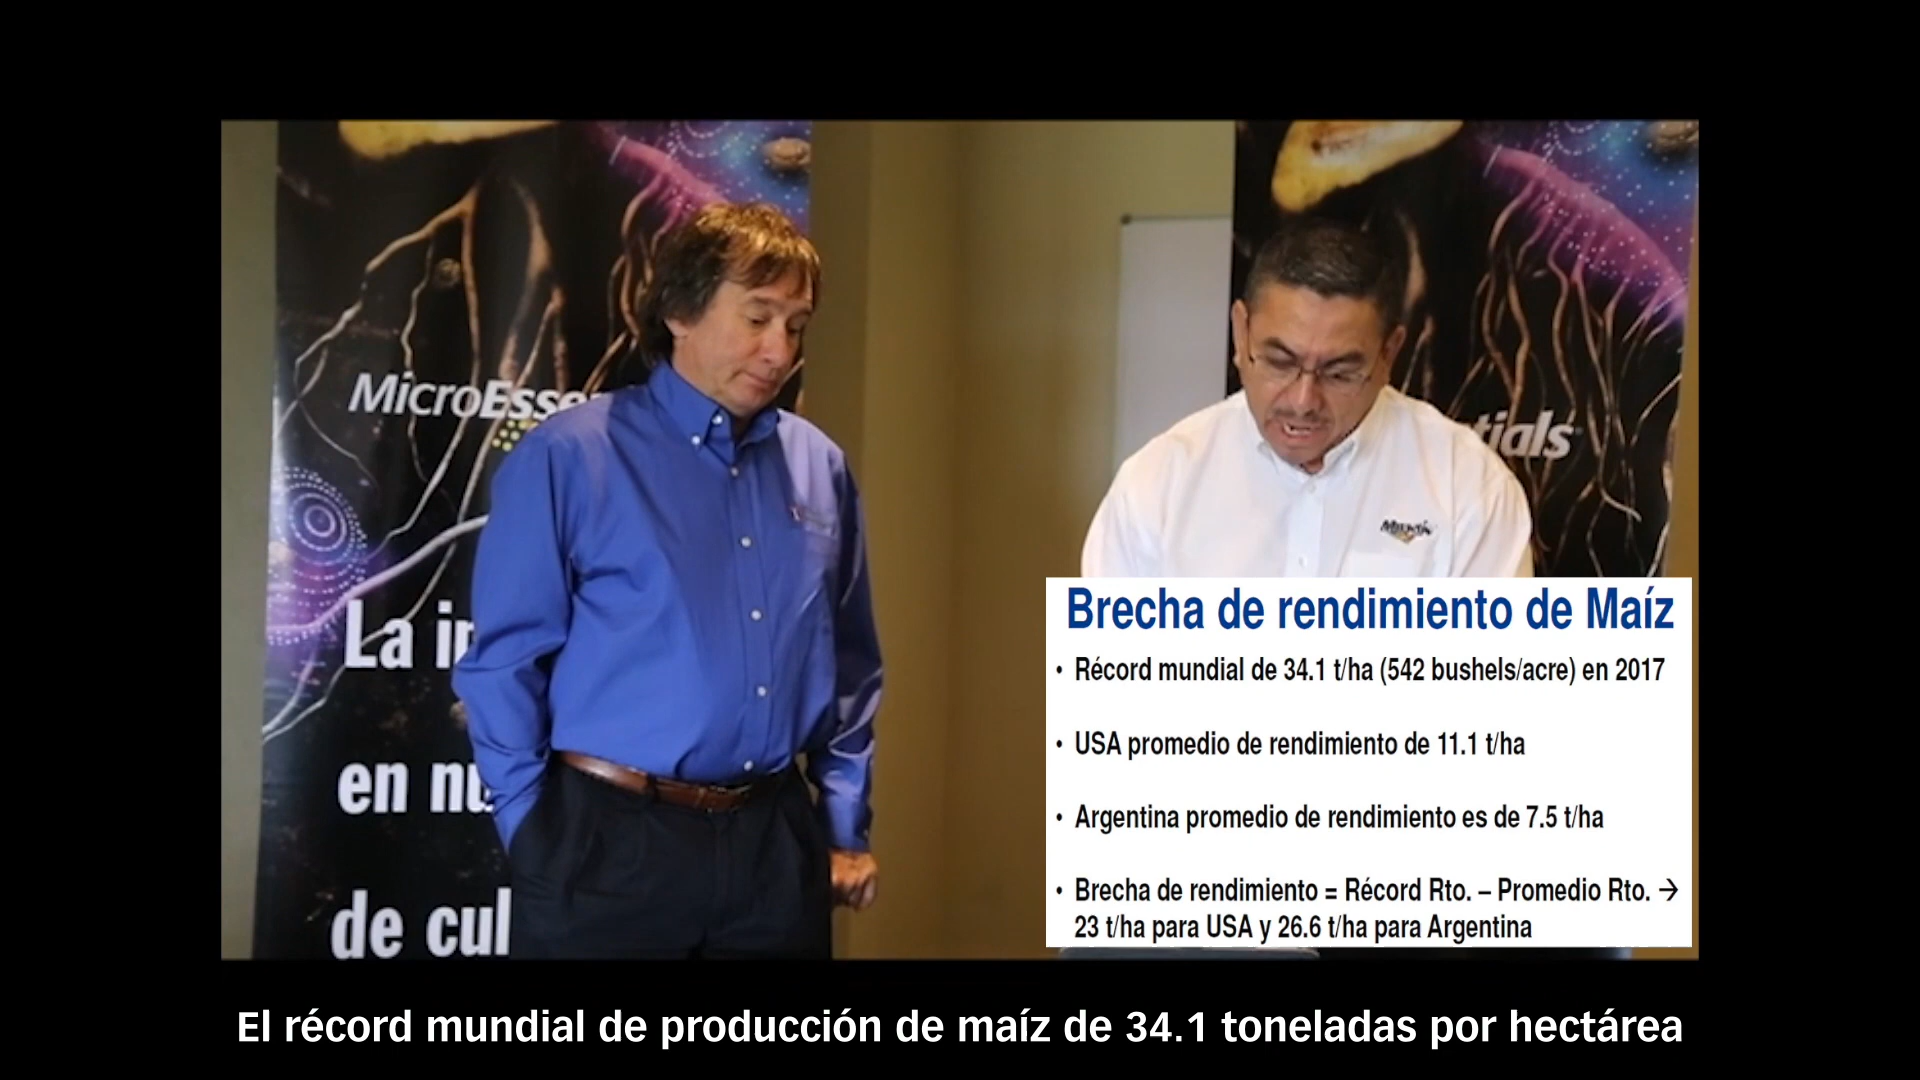 MicroEsse
tials
La in
en nu
de cul
Brecha de rendimiento de Maíz
• Récord mundial de 34.1 t/ha (542 bushels/acre) en 2017
• USA promedio de rendimiento de 11.1 t/ha
• Argentina promedio de rendimiento es de 7.5 t/ha
• Brecha de rendimiento = Récord Rto. – Promedio Rto. →
23 t/ha para USA y 26.6 t/ha para Argentina
El récord mundial de producción de maíz de 34.1 toneladas por hectárea